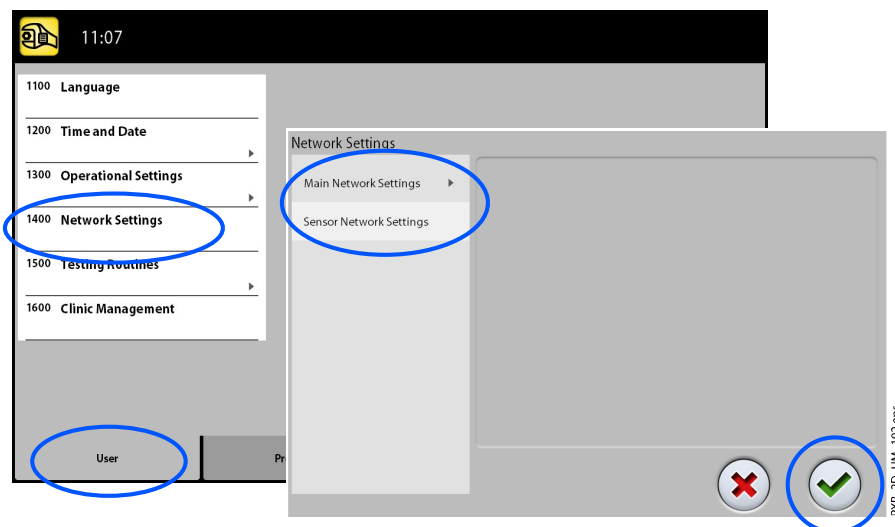 11:07
1100 Language
1200 Time and Date
1300 Operational Settings
1400 Network Settings
1500 Testing Routines
1600 Clinic Management
User
Network Settings
Main Network Settings
Sensor Network Settings